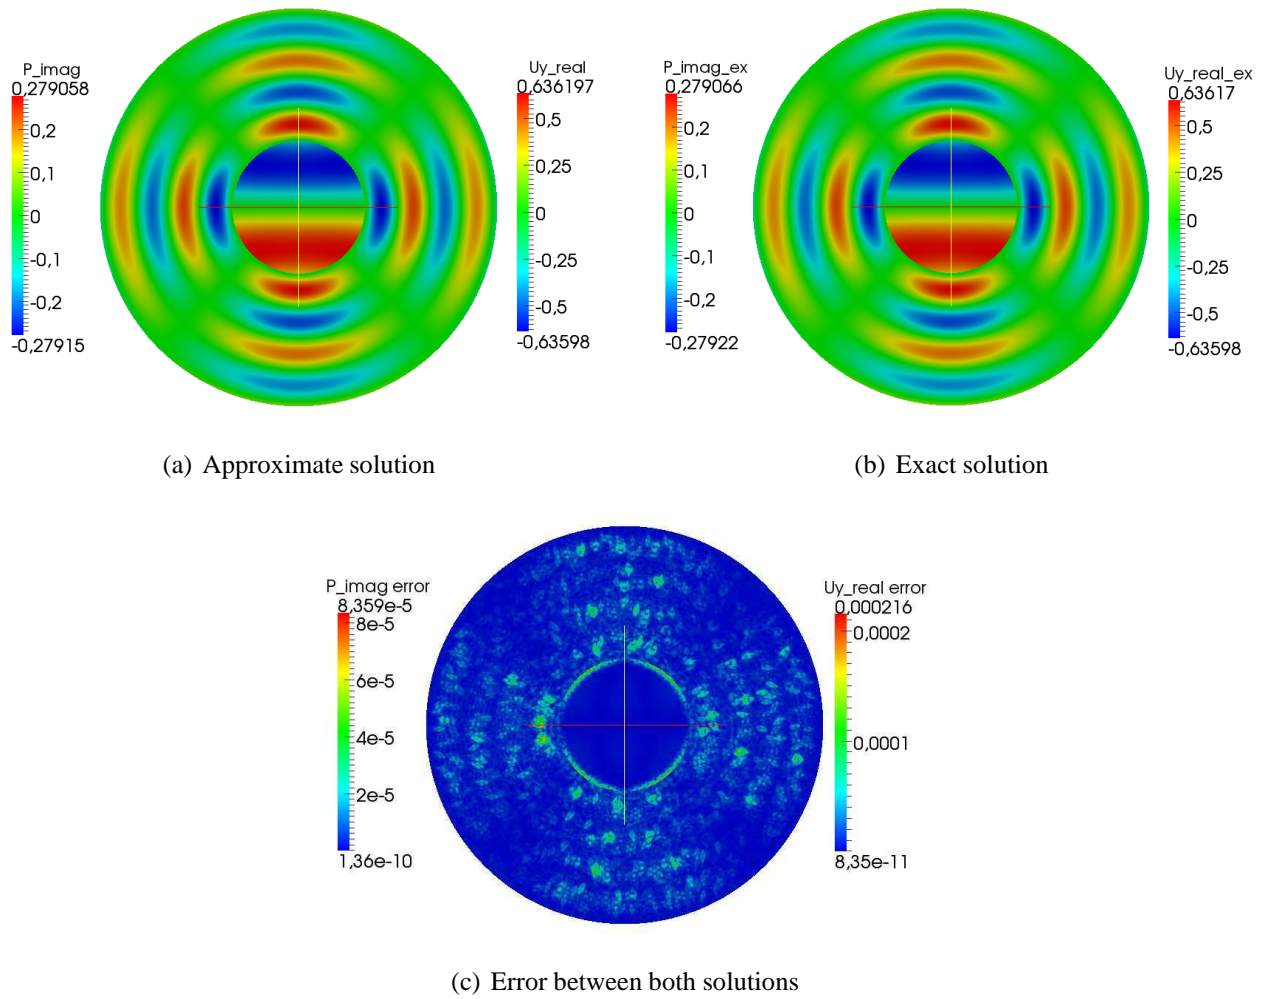 P_imag
0,279058
0,2
0,1
0
-0,1
-0,2
-0,27915
Uy_real
0,636197
0,5
0,25
0
-0,25
-0,5
-0,63598
P_imag_ex
0,279066
0,2
0,1
0
-0,1
-0,2
-0,27922
Uy_real_ex
0,63617
0,5
0,25
0
-0,25
-0,5
-0,63598
(a) Approximate solution
(b) Exact solution
P_imag error
8,359e-5
8e-5
6e-5
4e-5
2e-5
1,36e-10
Uy_real error
0,000216
0,0002
0,0001
8,35e-11
(c) Error between both solutions